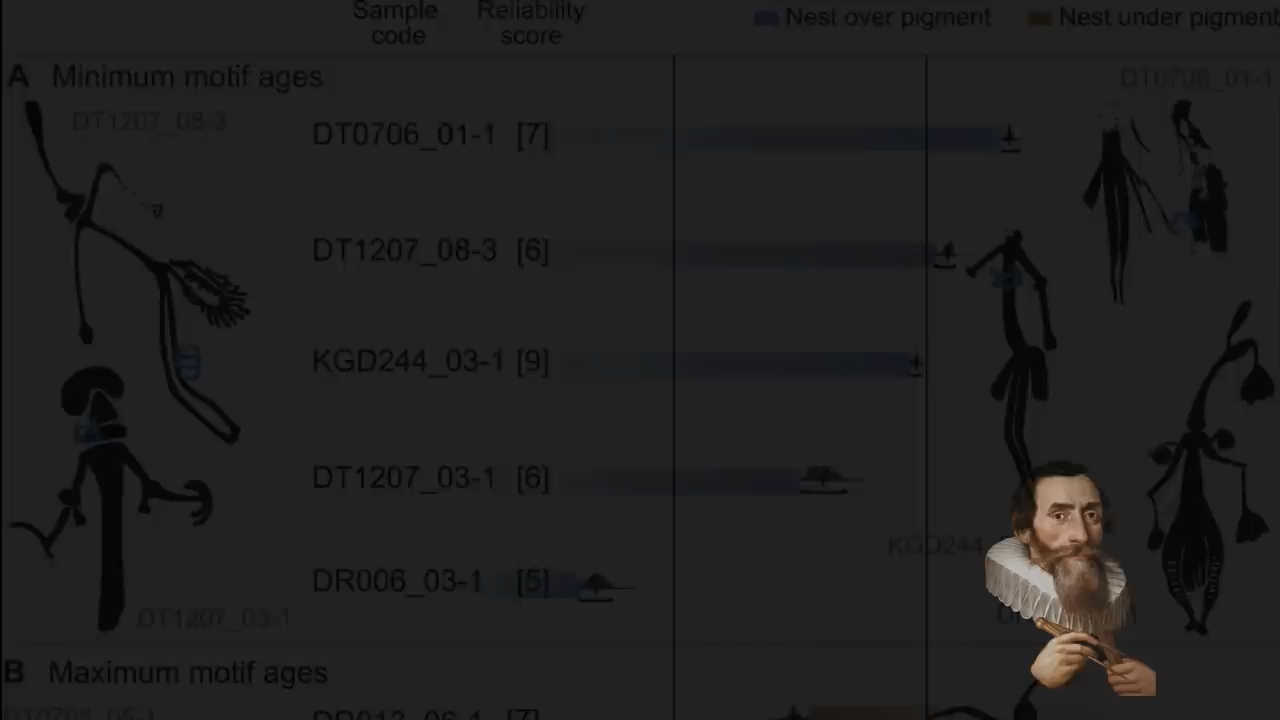 Sample code
Reliability score
Nest over pigment
Nest under pigment
A Minimum motif ages
DT0706_01-1
DT1207_08-3
DT0706_01-1 [7]
DT1207_08-3 [6]
KGD244_03-1 [9]
DT1207_03-1 [6]
KGD244
DR006_03-1 [5]
DT1207_03-1
B Maximum motif ages